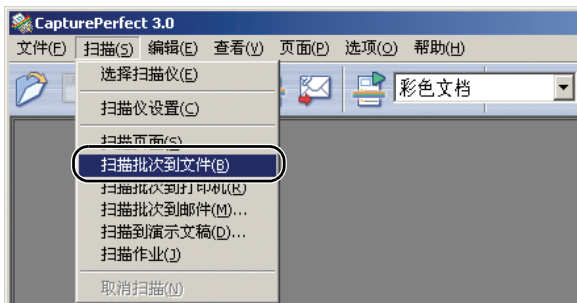 CapturePerfect 3.0
文件(F) 扫描(S) 编辑(E) 查看(V) 页面(P) 选项(O) 帮助(H)
彩色文档
选择扫描仪(E)
扫描仪设置(C)
扫描页面(S)
扫描批次到文件(B)
扫描批次到打印机(R)
扫描批次到邮件(M)...
扫描到演示文稿(D)...
扫描作业(J)
取消扫描(N)